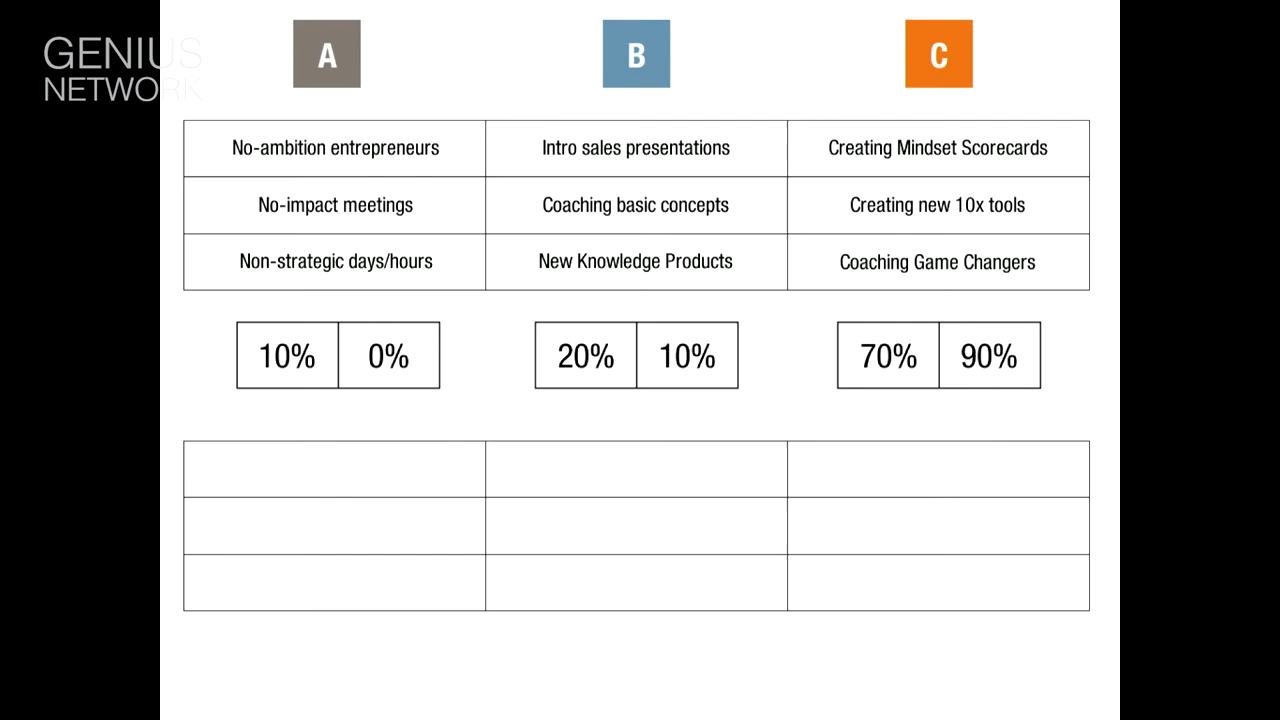 GENIUS
NETWORK
A
B
C
No-ambition entrepreneurs
Intro sales presentations
Creating Mindset Scorecards
No-impact meetings
Coaching basic concepts
Creating new 10x tools
Non-strategic days/hours
New Knowledge Products
Coaching Game Changers
10%
0%
20%
10%
70%
90%